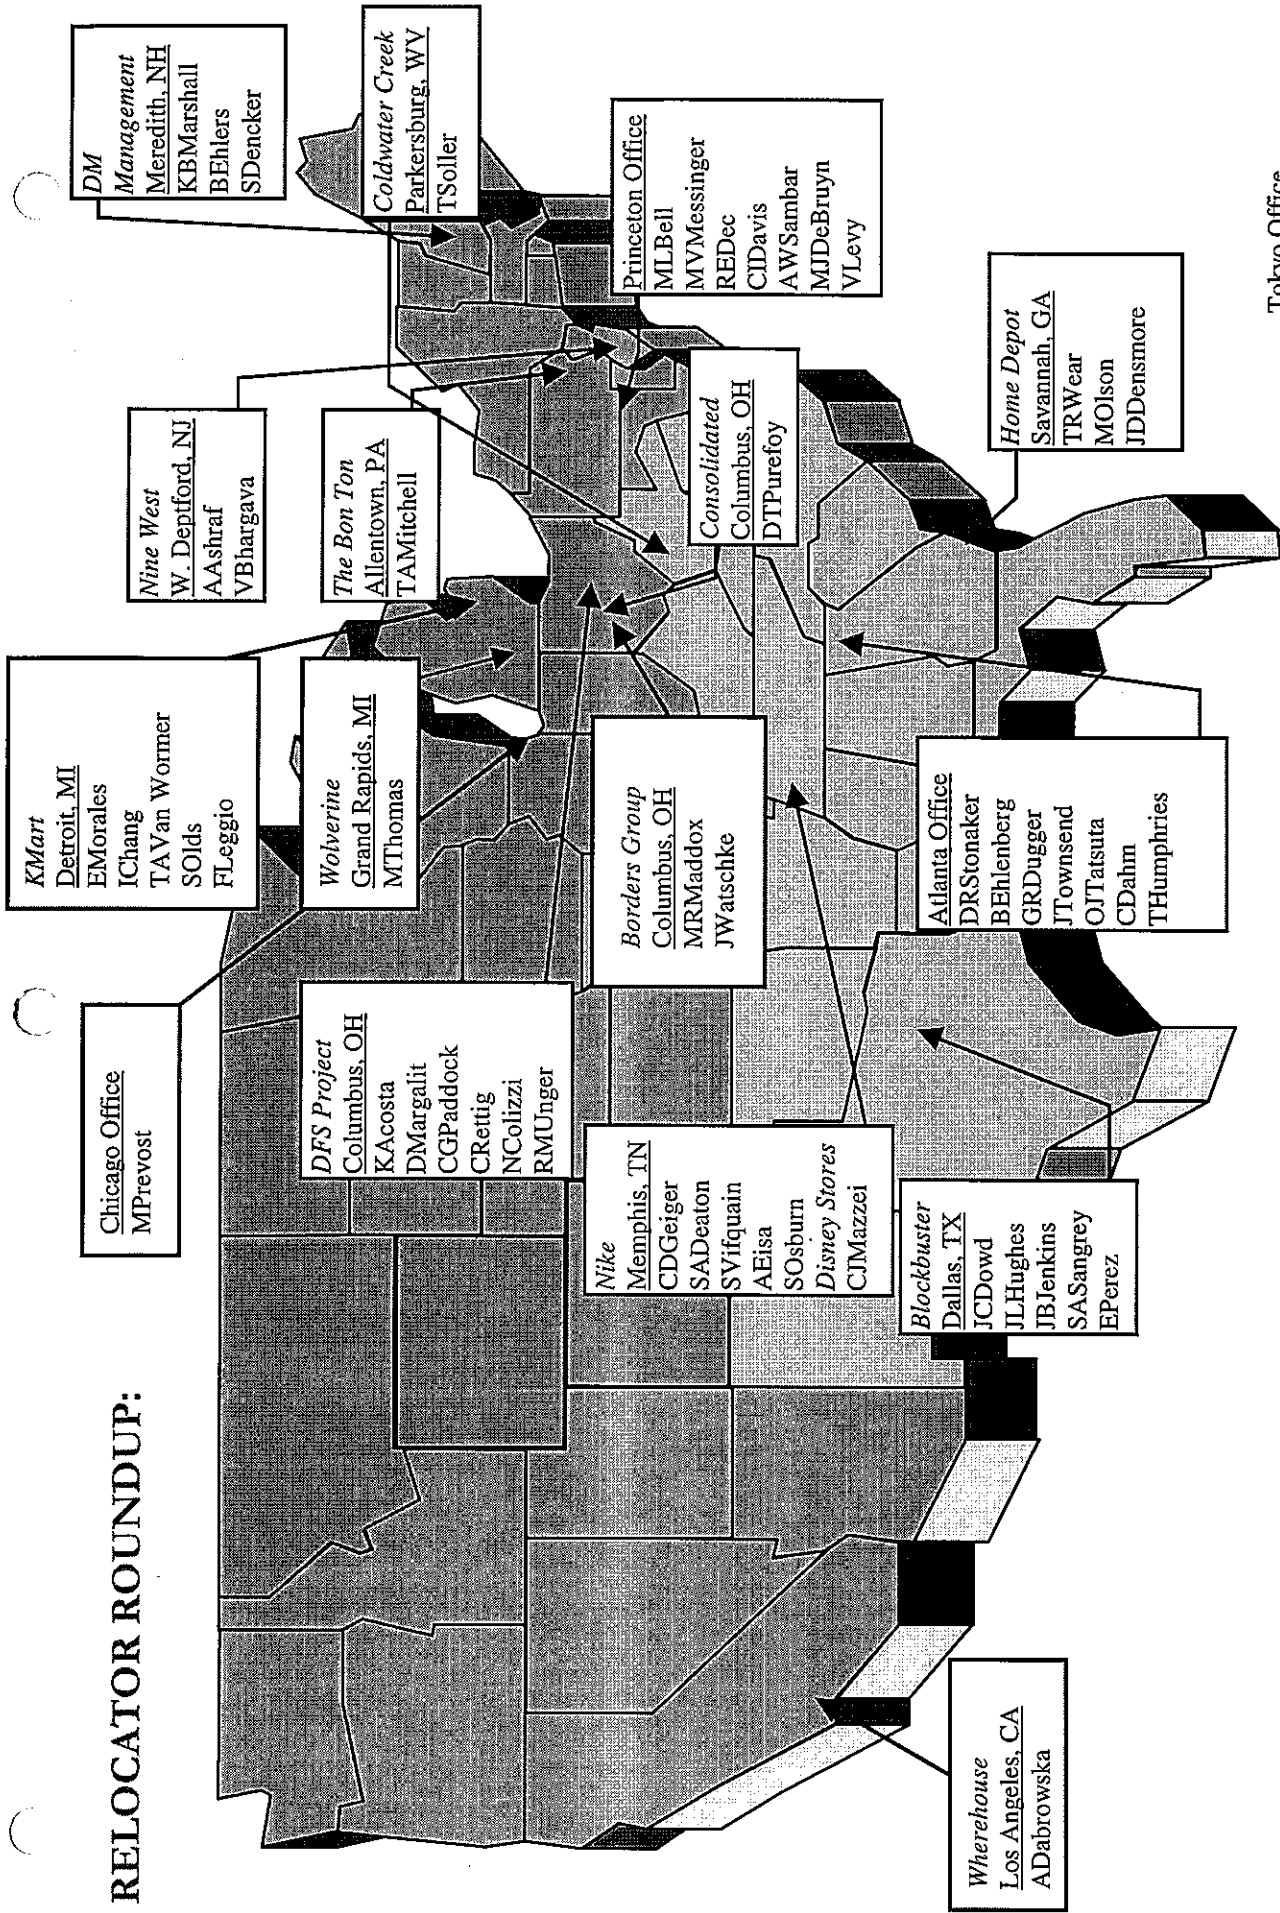 RELOCATOR ROUNDUP:
Chicago Office
MPrevost
KMart
Detroit, MI
EMorales
IChang
TAVan Wormer
SOlds
FLeggio
Nine West
W. Deptford, NJ
AAshraf
VBhargava
DM
Management
Meredith, NH
KBMarshall
BEhlers
SDencker
DFS Project
Columbus, OH
KAcosta
DMargalit
CGPaddock
CRettig
NColizzi
RMUnger
Wolverine
Grand Rapids, MI
MThomas
The Bon Ton
Allentown, PA
TAMitchell
Coldwater Creek
Parkersburg, WV
TSoller
Nike
Memphis, TN
CDGeiger
SADeaton
SVifquain
AEisa
SOsburn
Disney Stores
CJMazzei
Borders Group
Columbus, OH
MRMaddox
JWatschke
Consolidated
Columbus, OH
DTPurefoy
Princeton Office
MLBell
MVMessinger
REDec
CIDavis
AWSambar
MJDeBruyn
VLevy
Wherehouse
Los Angeles, CA
ADabrowska
Blockbuster
Dallas, TX
JCDowd
JLHughes
JBJenkins
SASangrey
EPerez
Atlanta Office
DRStonaker
BEhlenberg
GRDugger
JTownsend
OJTatsuta
CDahm
THumphries
Home Depot
Savannah, GA
TRWear
MOlson
JDDensmore
Tokyo Office